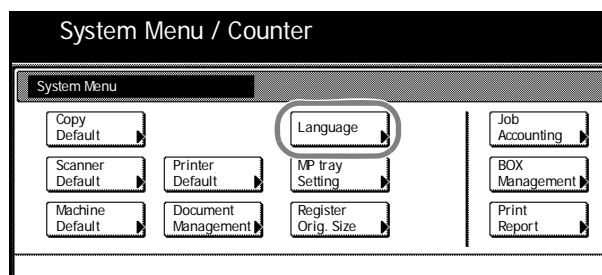 System Menu / Counter
System Menu
Copy
Default
Language
Job
Accounting
Scanner
Default
Printer
Default
MP tray
Setting
BOX
Management
Machine
Default
Document
Management
Register
Orig. Size
Print
Report